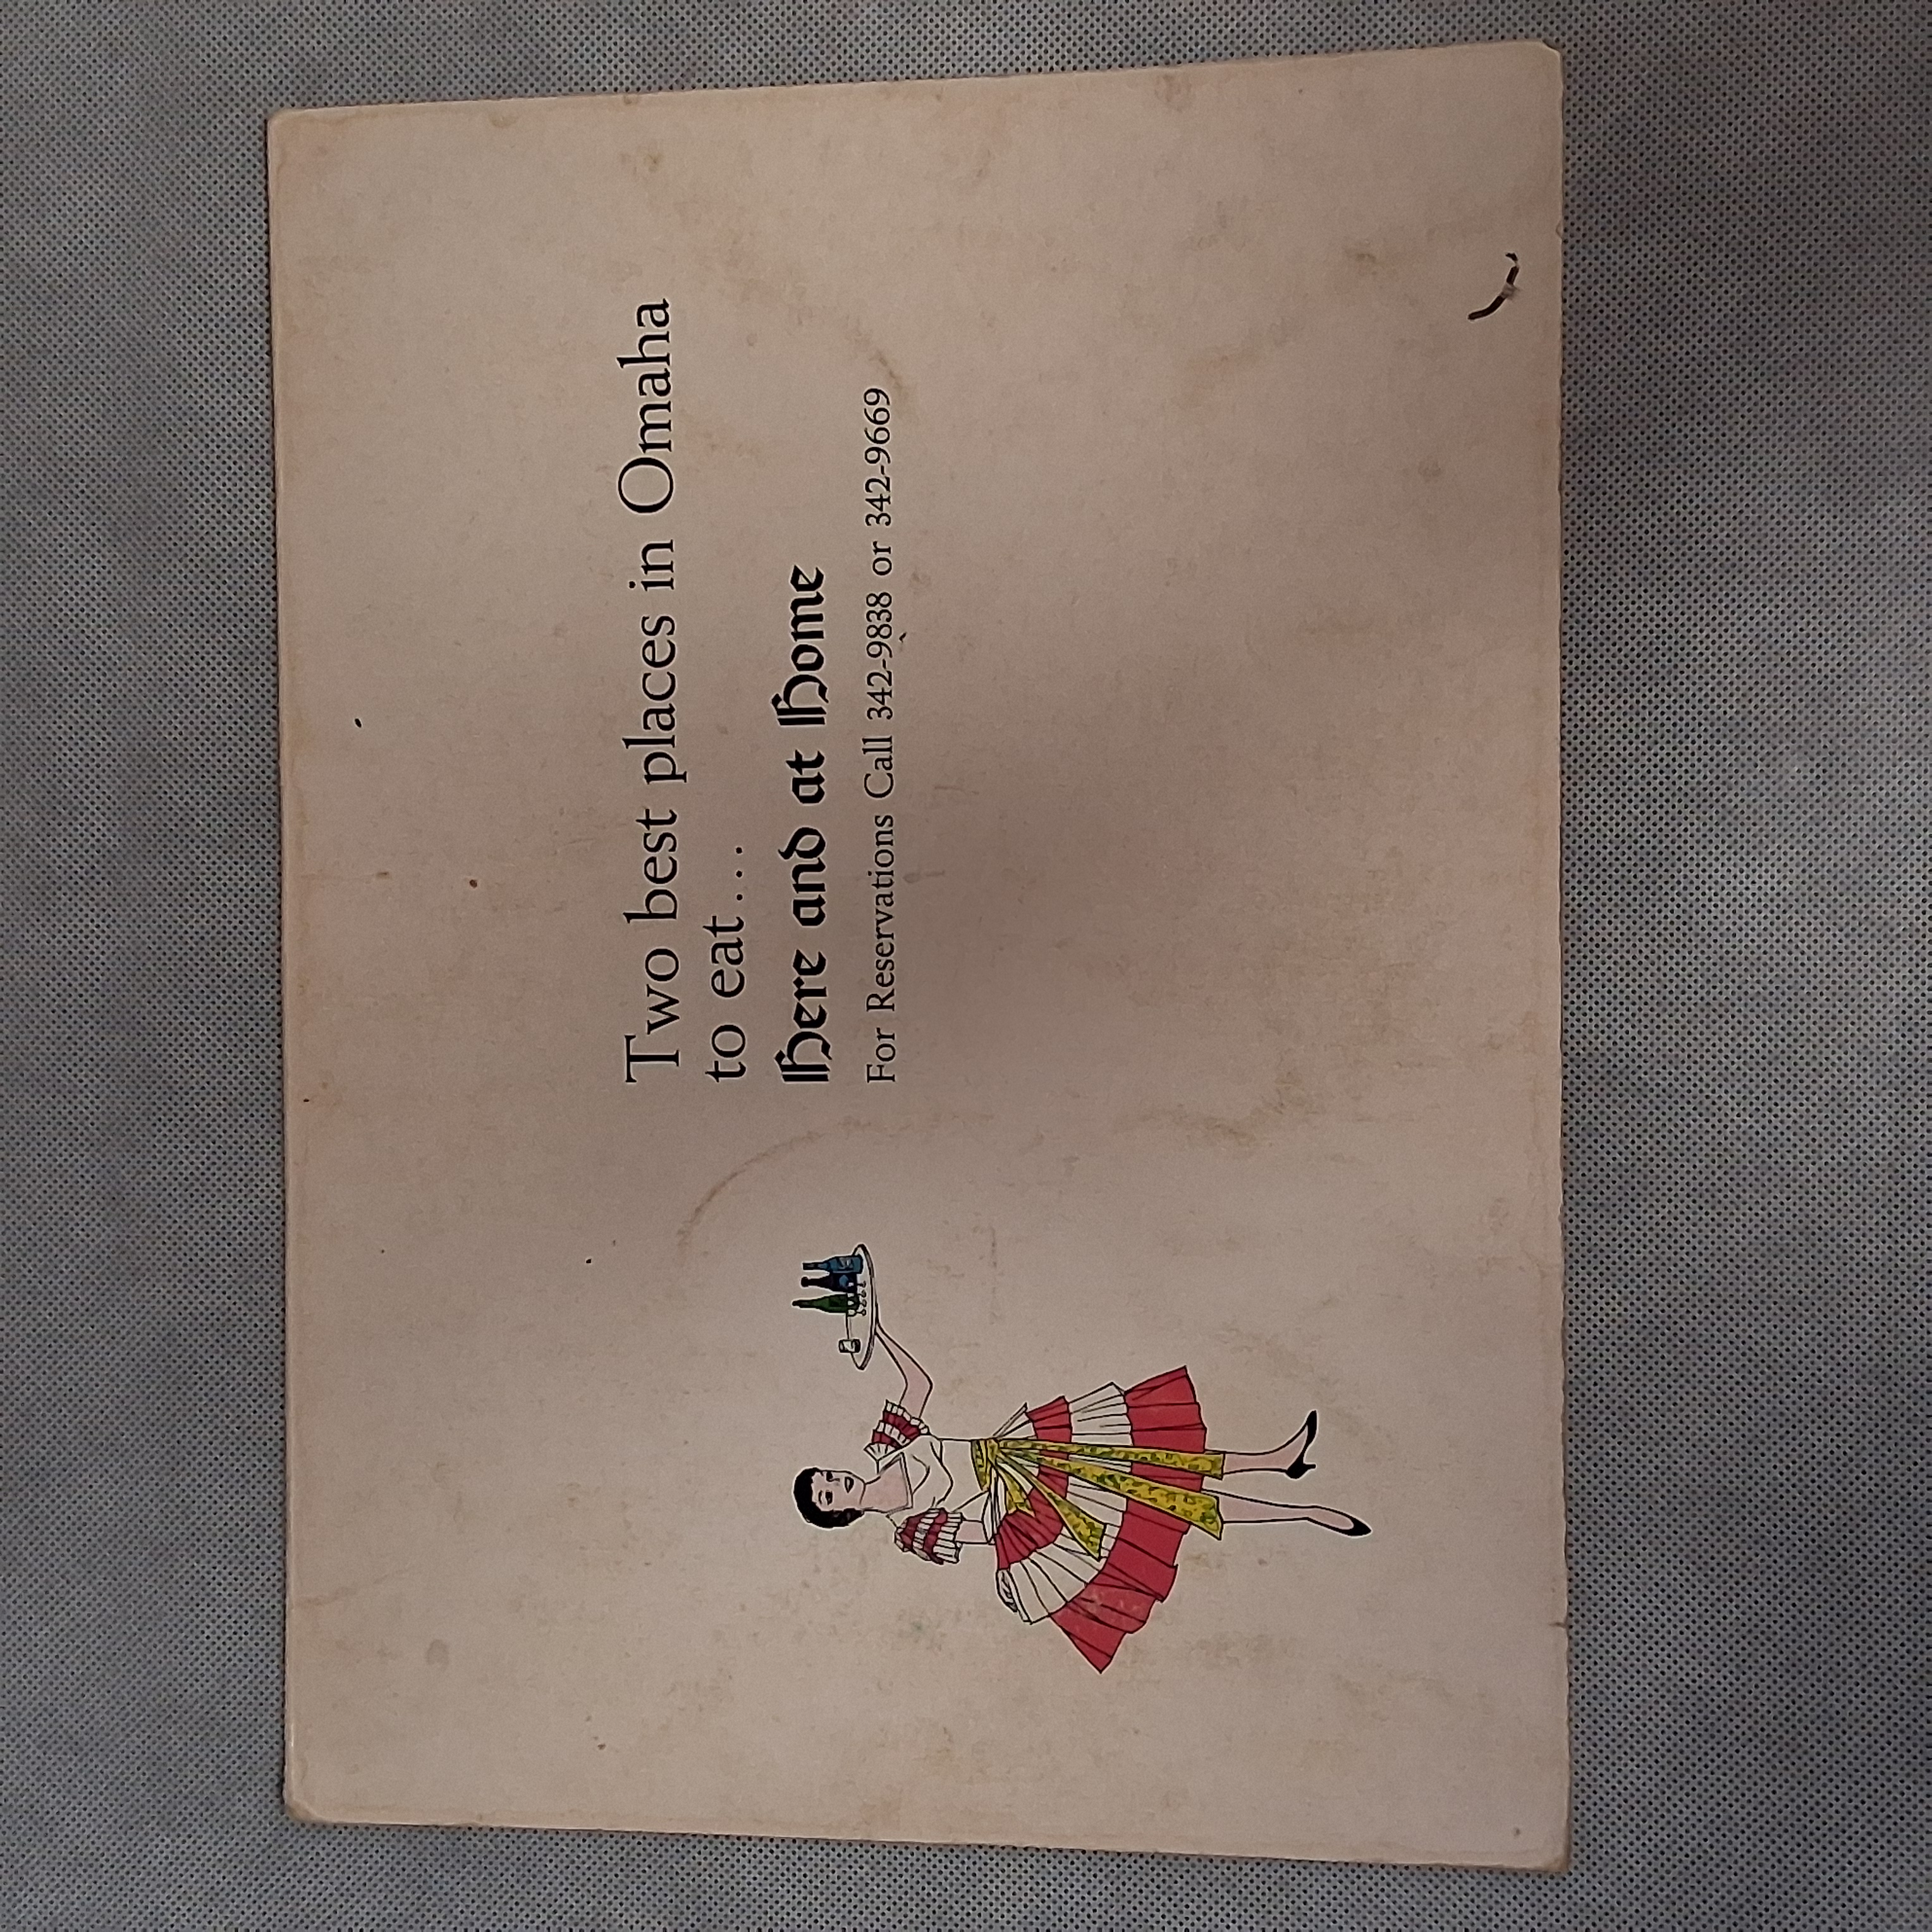 Two best places in Omaha
to eat...
Here and at Home
For Reservations Call 342-9838 or 342-9669